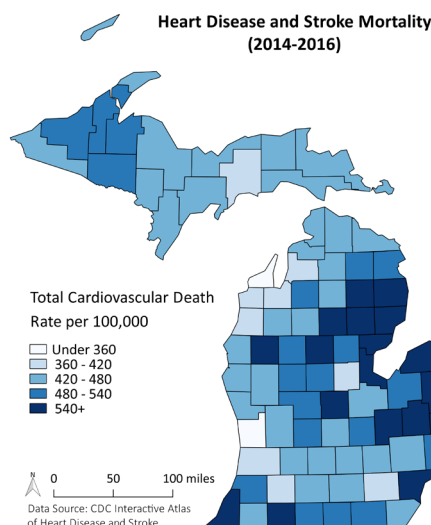 Heart Disease and Stroke Mortality
(2014-2016)
Total Cardiovascular Death
Rate per 100,000
Under 360
360 - 420
420 - 480
480 - 540
540+
N
0 50 100 miles
Data Source: CDC Interactive Atlas
of Heart Disease and Stroke